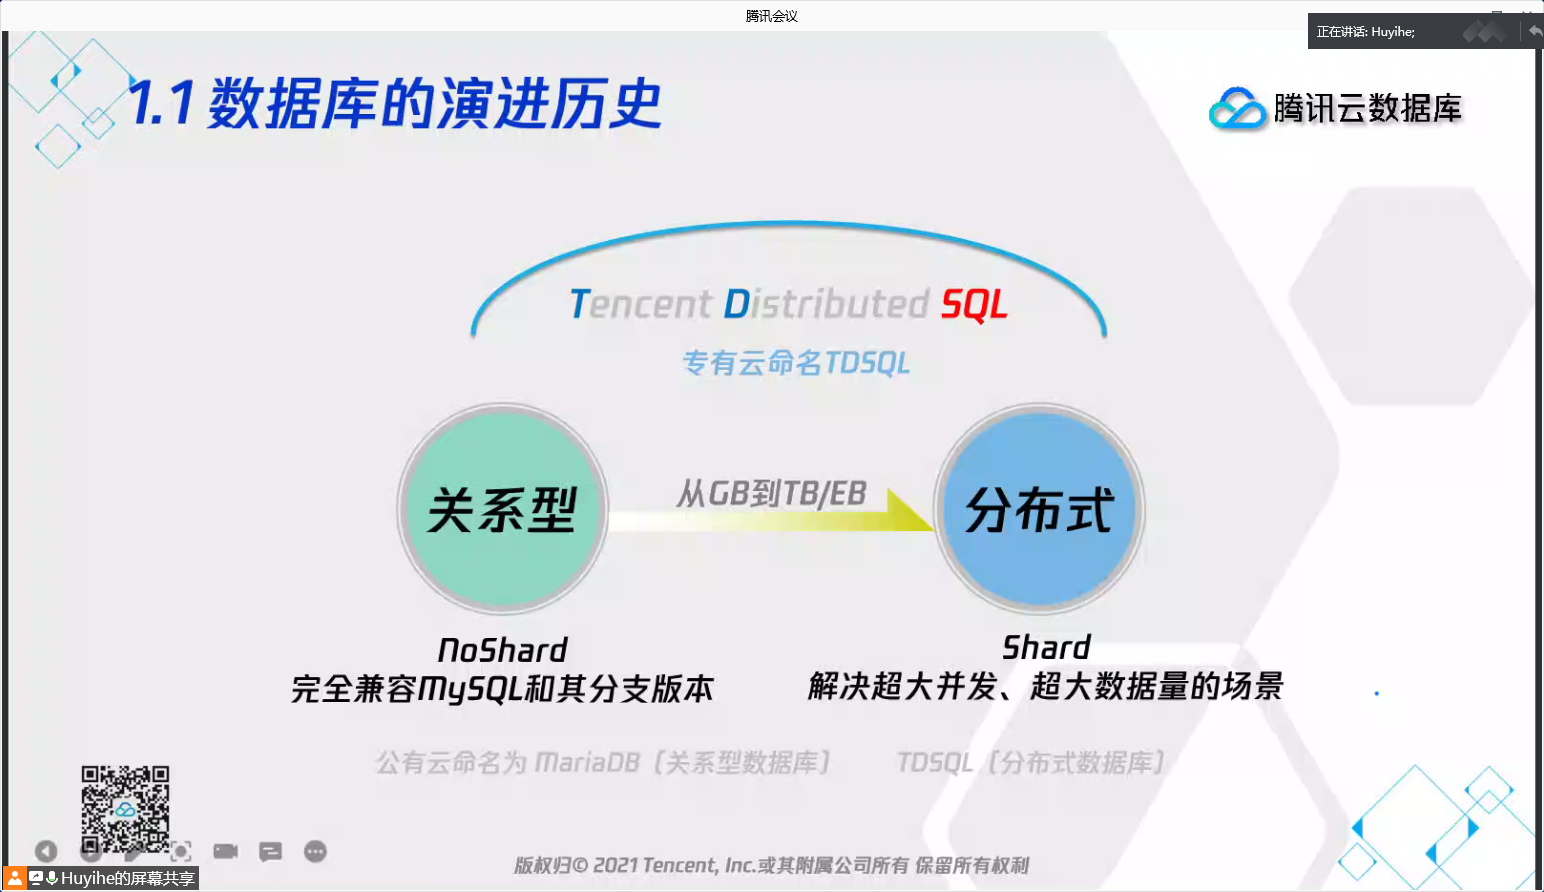 腾讯会议
正在讲话: Huyihe;
1.1 数据库的演进历史
腾讯云数据库
Tencent Distributed SQL
专有云命名TDSQL
从GB到TB/EB
关系型
分布式
NoShard
完全兼容MySQL和其分支版本
Shard
解决超大并发、超大数据量的场景
公有云命名为 MariaDB（关系型数据库）
TDSQL（分布式数据库）
版权归© 2021 Tencent, Inc.或其附属公司所有 保留所有权利
Huyihe的屏幕共享